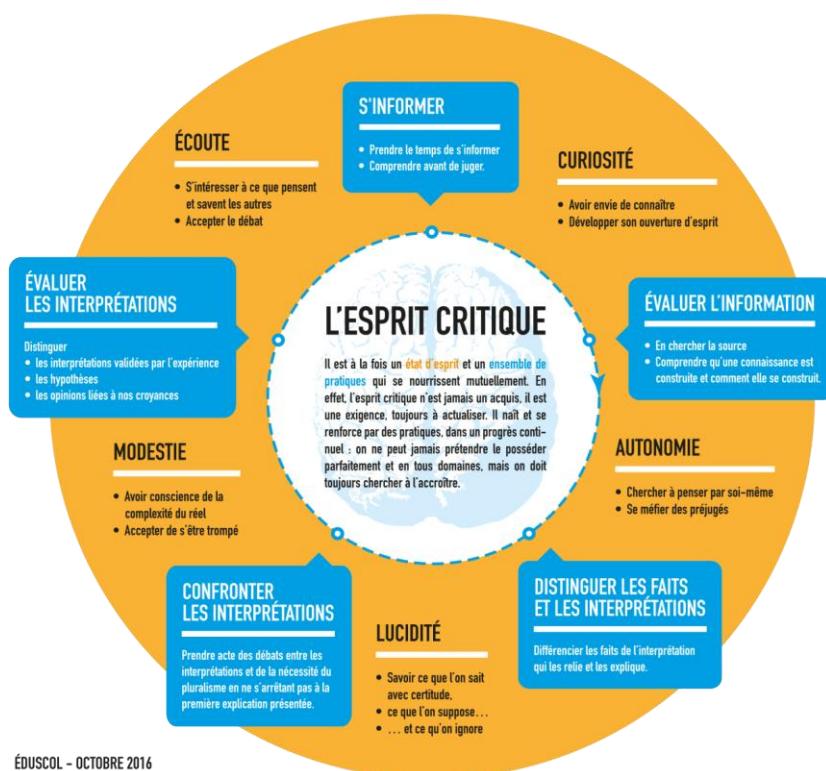 S'INFORMER
• Prendre le temps de s'informer
• Comprendre avant de juger.
ÉCOUTE
• S'intéresser à ce que pensent
et savent les autres
• Accepter le débat
CURIOSITÉ
• Avoir envie de connaître
• Développer son ouverture d'esprit
ÉVALUER
LES INTERPRÉTATIONS
Distinguer
• les interprétations validées par l'expérience
• les hypothèses
• les opinions liées à nos croyances
L'ESPRIT CRITIQUE
Il est à la fois un état d'esprit et un ensemble de
pratiques qui se nourrissent mutuellement. En
effet, l'esprit critique n'est jamais un acquis, il est
une exigence, toujours à actualiser. Il naît et se
renforce par des pratiques, dans un progrès conti-
nuel : on ne peut jamais prétendre le posséder
parfaitement et en tous domaines, mais on doit
toujours chercher à l'accroître.
ÉVALUER L'INFORMATION
• En chercher la source
• Comprendre qu'une connaissance est
construite et comment elle se construit.
MODESTIE
• Avoir conscience de la
complexité du réel
• Accepter de s'être trompé
AUTONOMIE
• Chercher à penser par soi-même
• Se méfier des préjugés
CONFRONTER
LES INTERPRÉTATIONS
Prendre acte des débats entre les
interprétations et de la nécessité du
pluralisme en ne s'arrêtant pas à la
première explication présentée.
LUCIDITÉ
• Savoir ce que l'on sait
avec certitude,
• ce que l'on suppose…
• … et ce qu'on ignore
DISTINGUER LES FAITS
ET LES INTERPRÉTATIONS
Différencier les faits de l'interprétation
qui les relie et les explique.
ÉDUSCOL - OCTOBRE 2016